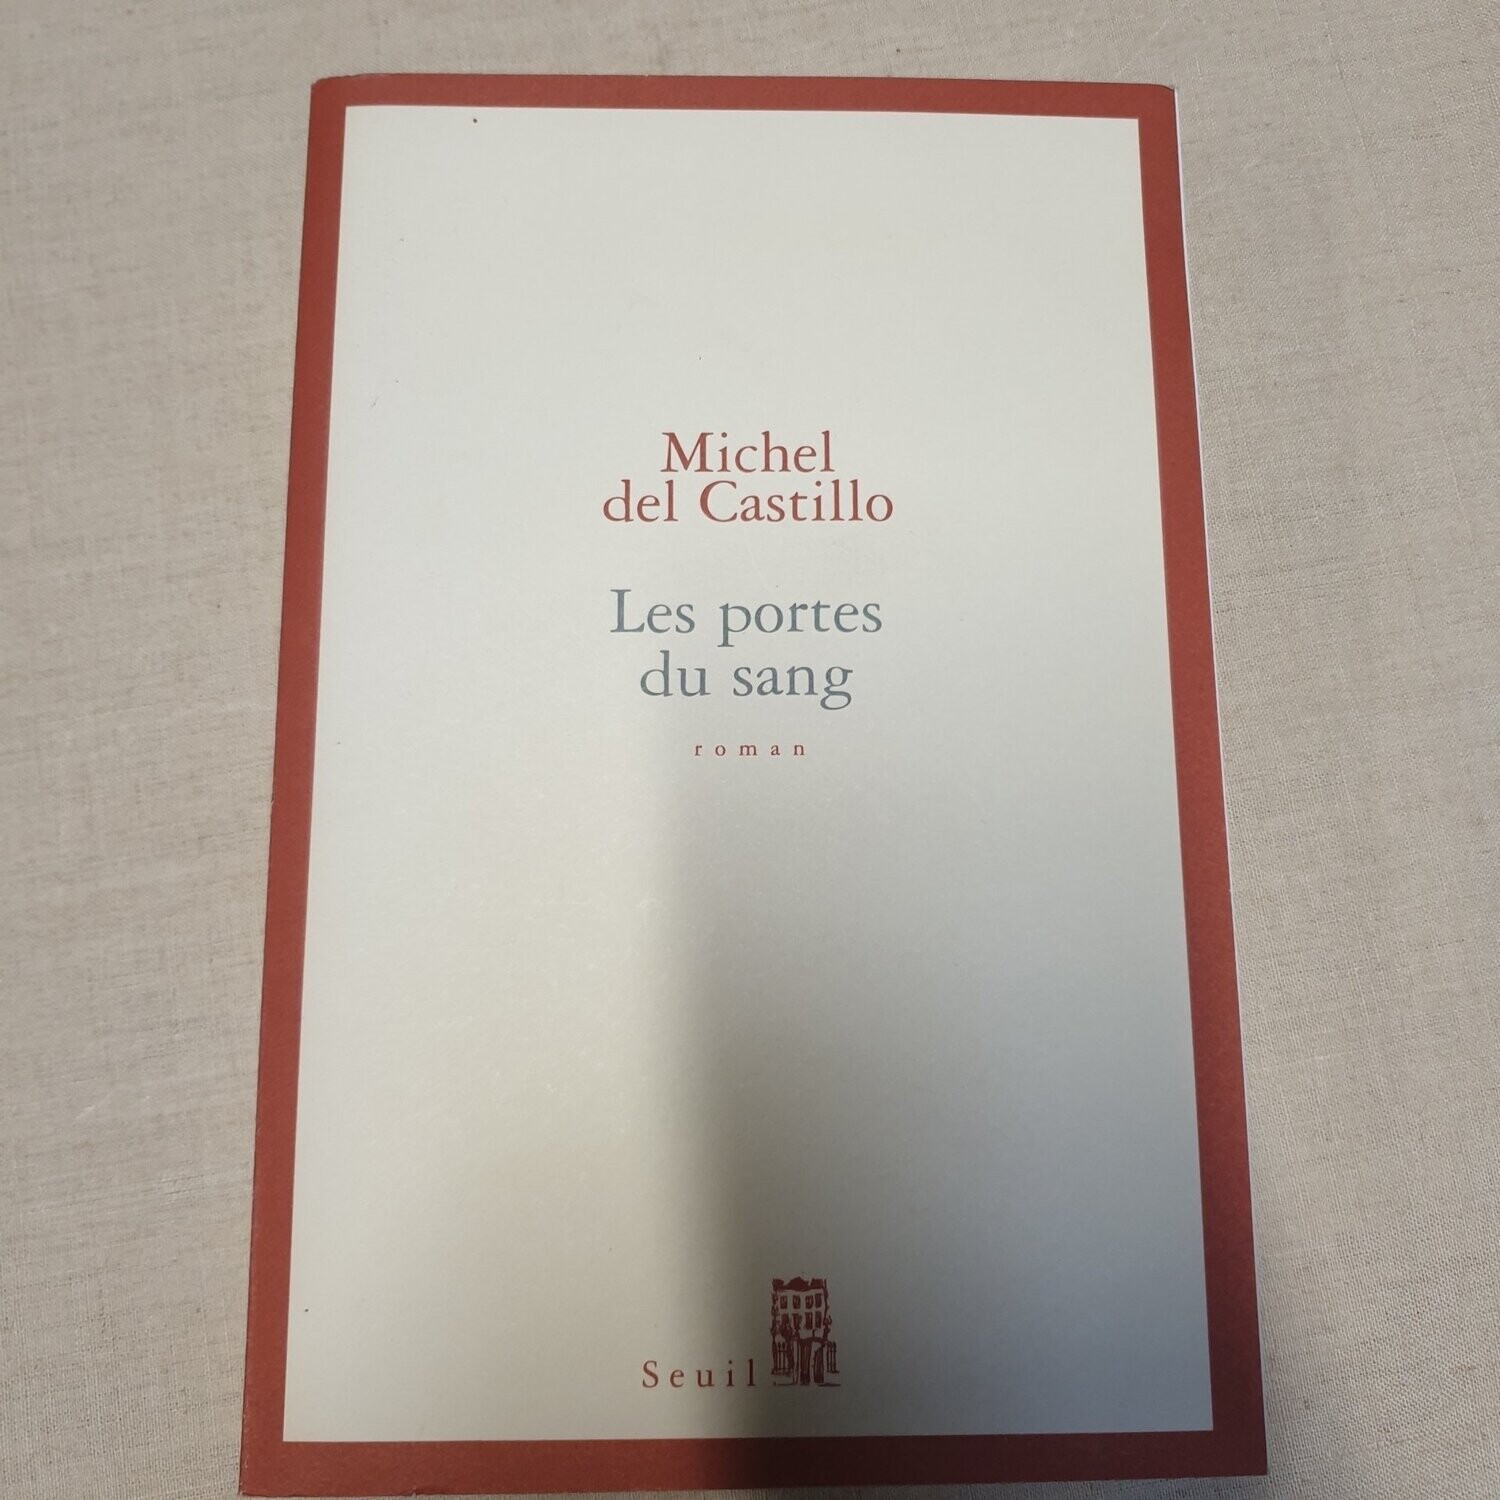 Michel
del Castillo
Les portes
du sang
roman
Seuil